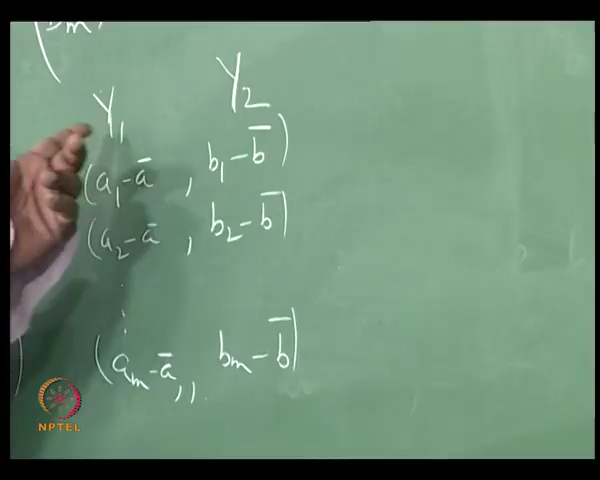 Y₁ Y₂
(a₁-ā , b₁-b̄)
(a₂-ā , b₂-b̄)
⋮
(aₘ-ā,, bₘ-b̄)
NPTEL